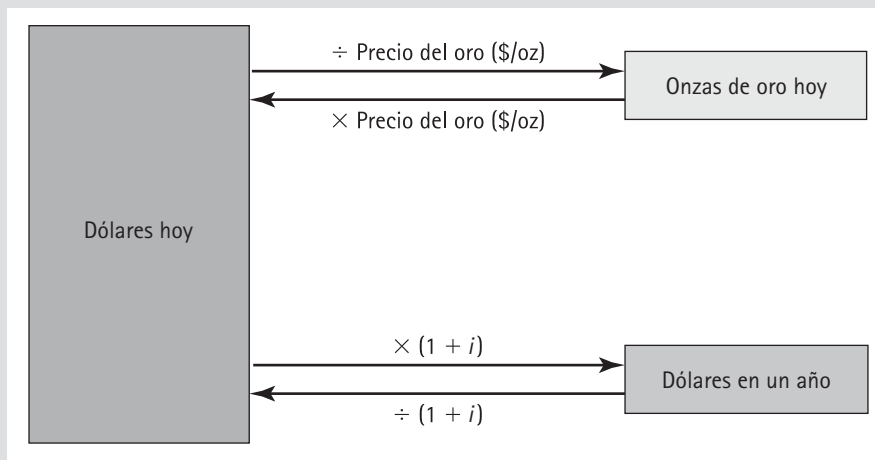 ÷ Precio del oro ($/oz)
Onzas de oro hoy
× Precio del oro ($/oz)
Dólares hoy
× (1 + i)
Dólares en un año
÷ (1 + i)